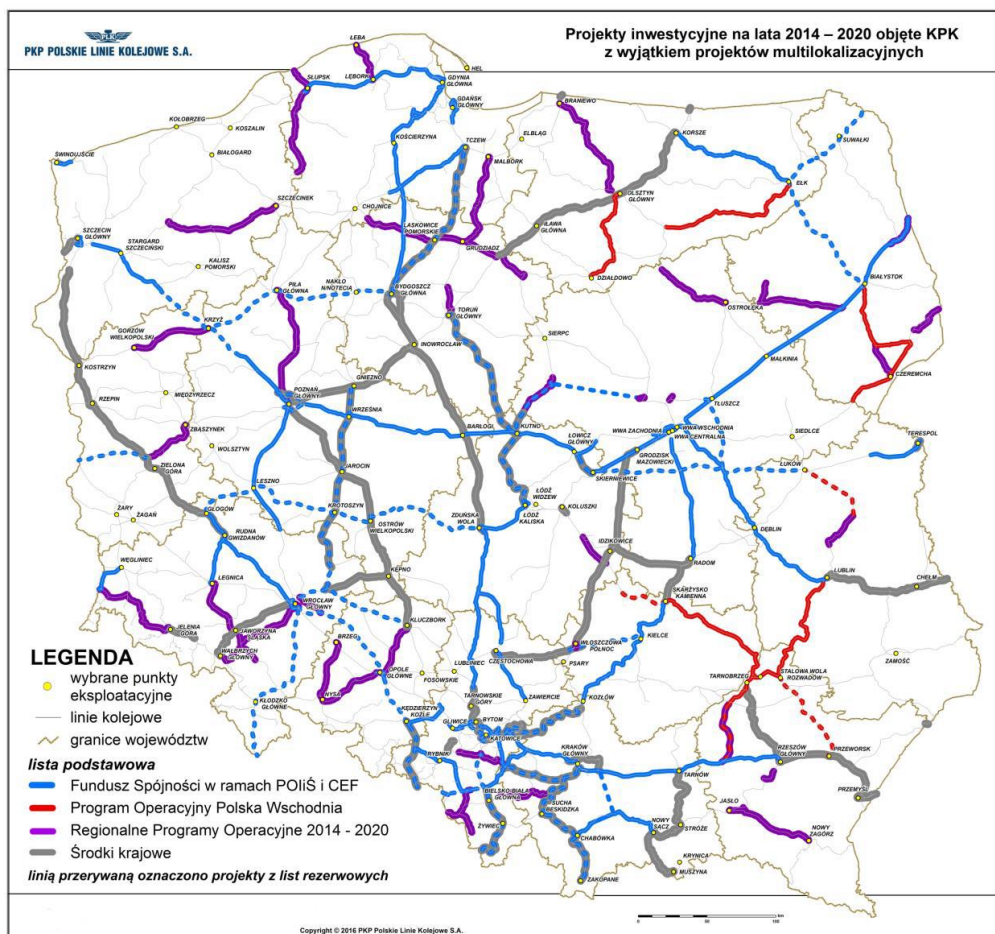 PKP POLSKIE LINIE KOLEJOWE S.A.
Projekty inwestycyjne na lata 2014 – 2020 objęte KPK
z wyjątkiem projektów multilokalizacyjnych
ŁEBA
HEL
SŁUPSK
LĘBORK
GDYNIA
GŁÓWNA
GDAŃSK
GŁÓWNY
BRANIEWO
KOŁOBRZEG
KOSZALIN
KOŚCIERZYNA
TCZEW
ELBLĄG
KORSZE
SUWAŁKI
BIAŁOGARD
ŚWINOUJŚCIE
MALBORK
EŁK
OLSZTYN
GŁÓWNY
SZCZECINEK
CHOJNICE
IŁAWA
GŁÓWNA
SZCZECIN
GŁÓWNY
LASKOWICE
POMORSKIE
GRUDZIĄDZ
STARGARD
SZCZECIŃSKI
KALISZ
POMORSKI
DZIAŁDOWO
BIAŁYSTOK
PIŁA
GŁÓWNA
NAKŁO
N/NOTECIĄ
BYDGOSZCZ
GŁÓWNA
OSTROŁĘKA
TORUŃ
GŁÓWNY
KRZYŻ
GORZÓW
WIELKOPOLSKI
SIERPC
INOWROCŁAW
MAŁKINIA
KOSTRZYN
GNIEZNO
CZEREMCHA
MIĘDZYRZECZ
POZNAŃ
GŁÓWNY
RZEPIN
WRZEŚNIA
TŁUSZCZ
ZBĄSZYNEK
BARŁOGI
KUTNO
WWA ZACHODNIA
WWA WSCHODNIA
WWA CENTRALNA
SIEDLCE
TERESPOL
WOLSZTYN
ŁOWICZ
GŁÓWNY
GRODZISK
MAZOWIECKI
ZIELONA
GÓRA
JAROCIN
SKIERNIEWICE
ŁUKÓW
LESZNO
ŁÓDŹ
WIDZEW
ŻARY
ŻAGAŃ
GŁOGÓW
KROTOSZYN
ŁÓDŹ
KALISKA
KOLUSZKI
OSTRÓW
WIELKOPOLSKI
ZDUŃSKA
WOLA
DĘBLIN
RUDNA
GWIZDANÓW
IDZIKOWICE
RADOM
WĘGLINIEC
LUBLIN
CHEŁM
LEGNICA
KĘPNO
SKARŻYSKO
KAMIENNA
WROCŁAW
GŁÓWNY
KLUCZBORK
JELENIA
GÓRA
JAWORZYNA
ŚLĄSKA
BRZEG
KIELCE
WŁOSZCZOWA
PÓŁNOC
WAŁBRZYCH
GŁÓWNY
LUBLINIEC
CZĘSTOCHOWA
PSARY
ZAMOŚĆ
OPOLE
GŁÓWNE
FOSOWSKIE
STALOWA WOLA
ROZWADÓW
TARNOBRZEG
NYSA
KŁODZKO
GŁÓWNE
TARNOWSKIE
GÓRY
ZAWIERCIE
KOZŁÓW
KĘDZIERZYN
KOŹLE
GLIWICE
BYTOM
KATOWICE
RZESZÓW
GŁÓWNY
PRZEWORSK
RYBNIK
KRAKÓW
GŁÓWNY
TARNÓW
PRZEMYŚL
BIELSKO-BIAŁA
GŁÓWNA
SUCHA
BESKIDZKA
JASŁO
ŻYWIEC
CHABÓWKA
NOWY
SĄCZ
STRÓŻE
NOWY
ZAGÓRZ
KRYNICA
MUSZYNA
ZAKOPANE
LEGENDA
wybrane punkty
eksploatacyjne
linie kolejowe
granice województw
lista podstawowa
Fundusz Spójności w ramach POIiŚ i CEF
Program Operacyjny Polska Wschodnia
Regionalne Programy Operacyjne 2014 - 2020
Środki krajowe
linią przerywaną oznaczono projekty z list rezerwowych
Copyright © 2016 PKP Polskie Linie Kolejowe S.A.